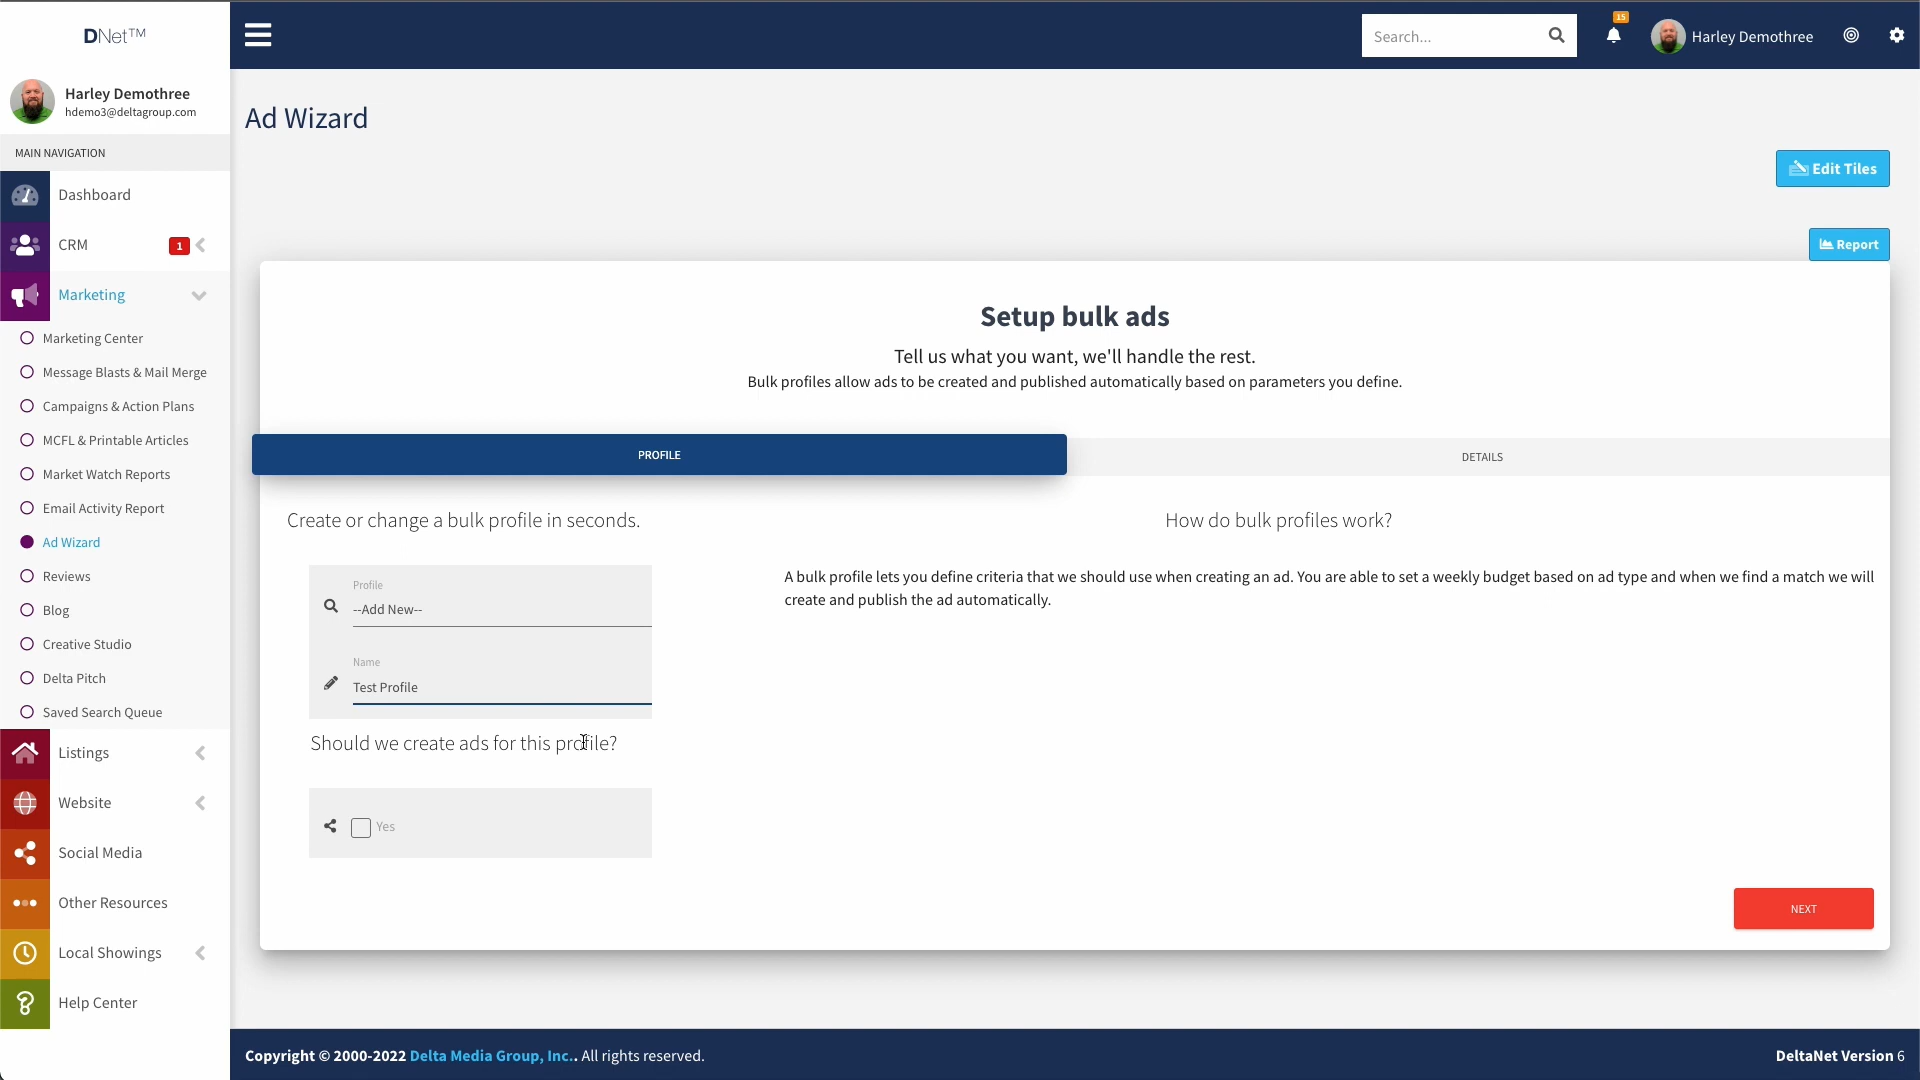 DNet™
Search...
15
Harley Demothree
Harley Demothree
hdemo3@deltagroup.com
MAIN NAVIGATION
Dashboard
CRM
1
Marketing
Marketing Center
Message Blasts & Mail Merge
Campaigns & Action Plans
MCFL & Printable Articles
Market Watch Reports
Email Activity Report
Ad Wizard
Reviews
Blog
Creative Studio
Delta Pitch
Saved Search Queue
Listings
Website
Social Media
Other Resources
Local Showings
Help Center
Ad Wizard
Edit Tiles
Report
Setup bulk ads
Tell us what you want, we'll handle the rest.
Bulk profiles allow ads to be created and published automatically based on parameters you define.
PROFILE
DETAILS
Create or change a bulk profile in seconds.
Profile
--Add New--
Name
Test Profile
Should we create ads for this profile?
Yes
How do bulk profiles work?
A bulk profile lets you define criteria that we should use when creating an ad. You are able to set a weekly budget based on ad type and when we find a match we will
create and publish the ad automatically.
NEXT
Copyright © 2000-2022 Delta Media Group, Inc.. All rights reserved.
DeltaNet Version 6